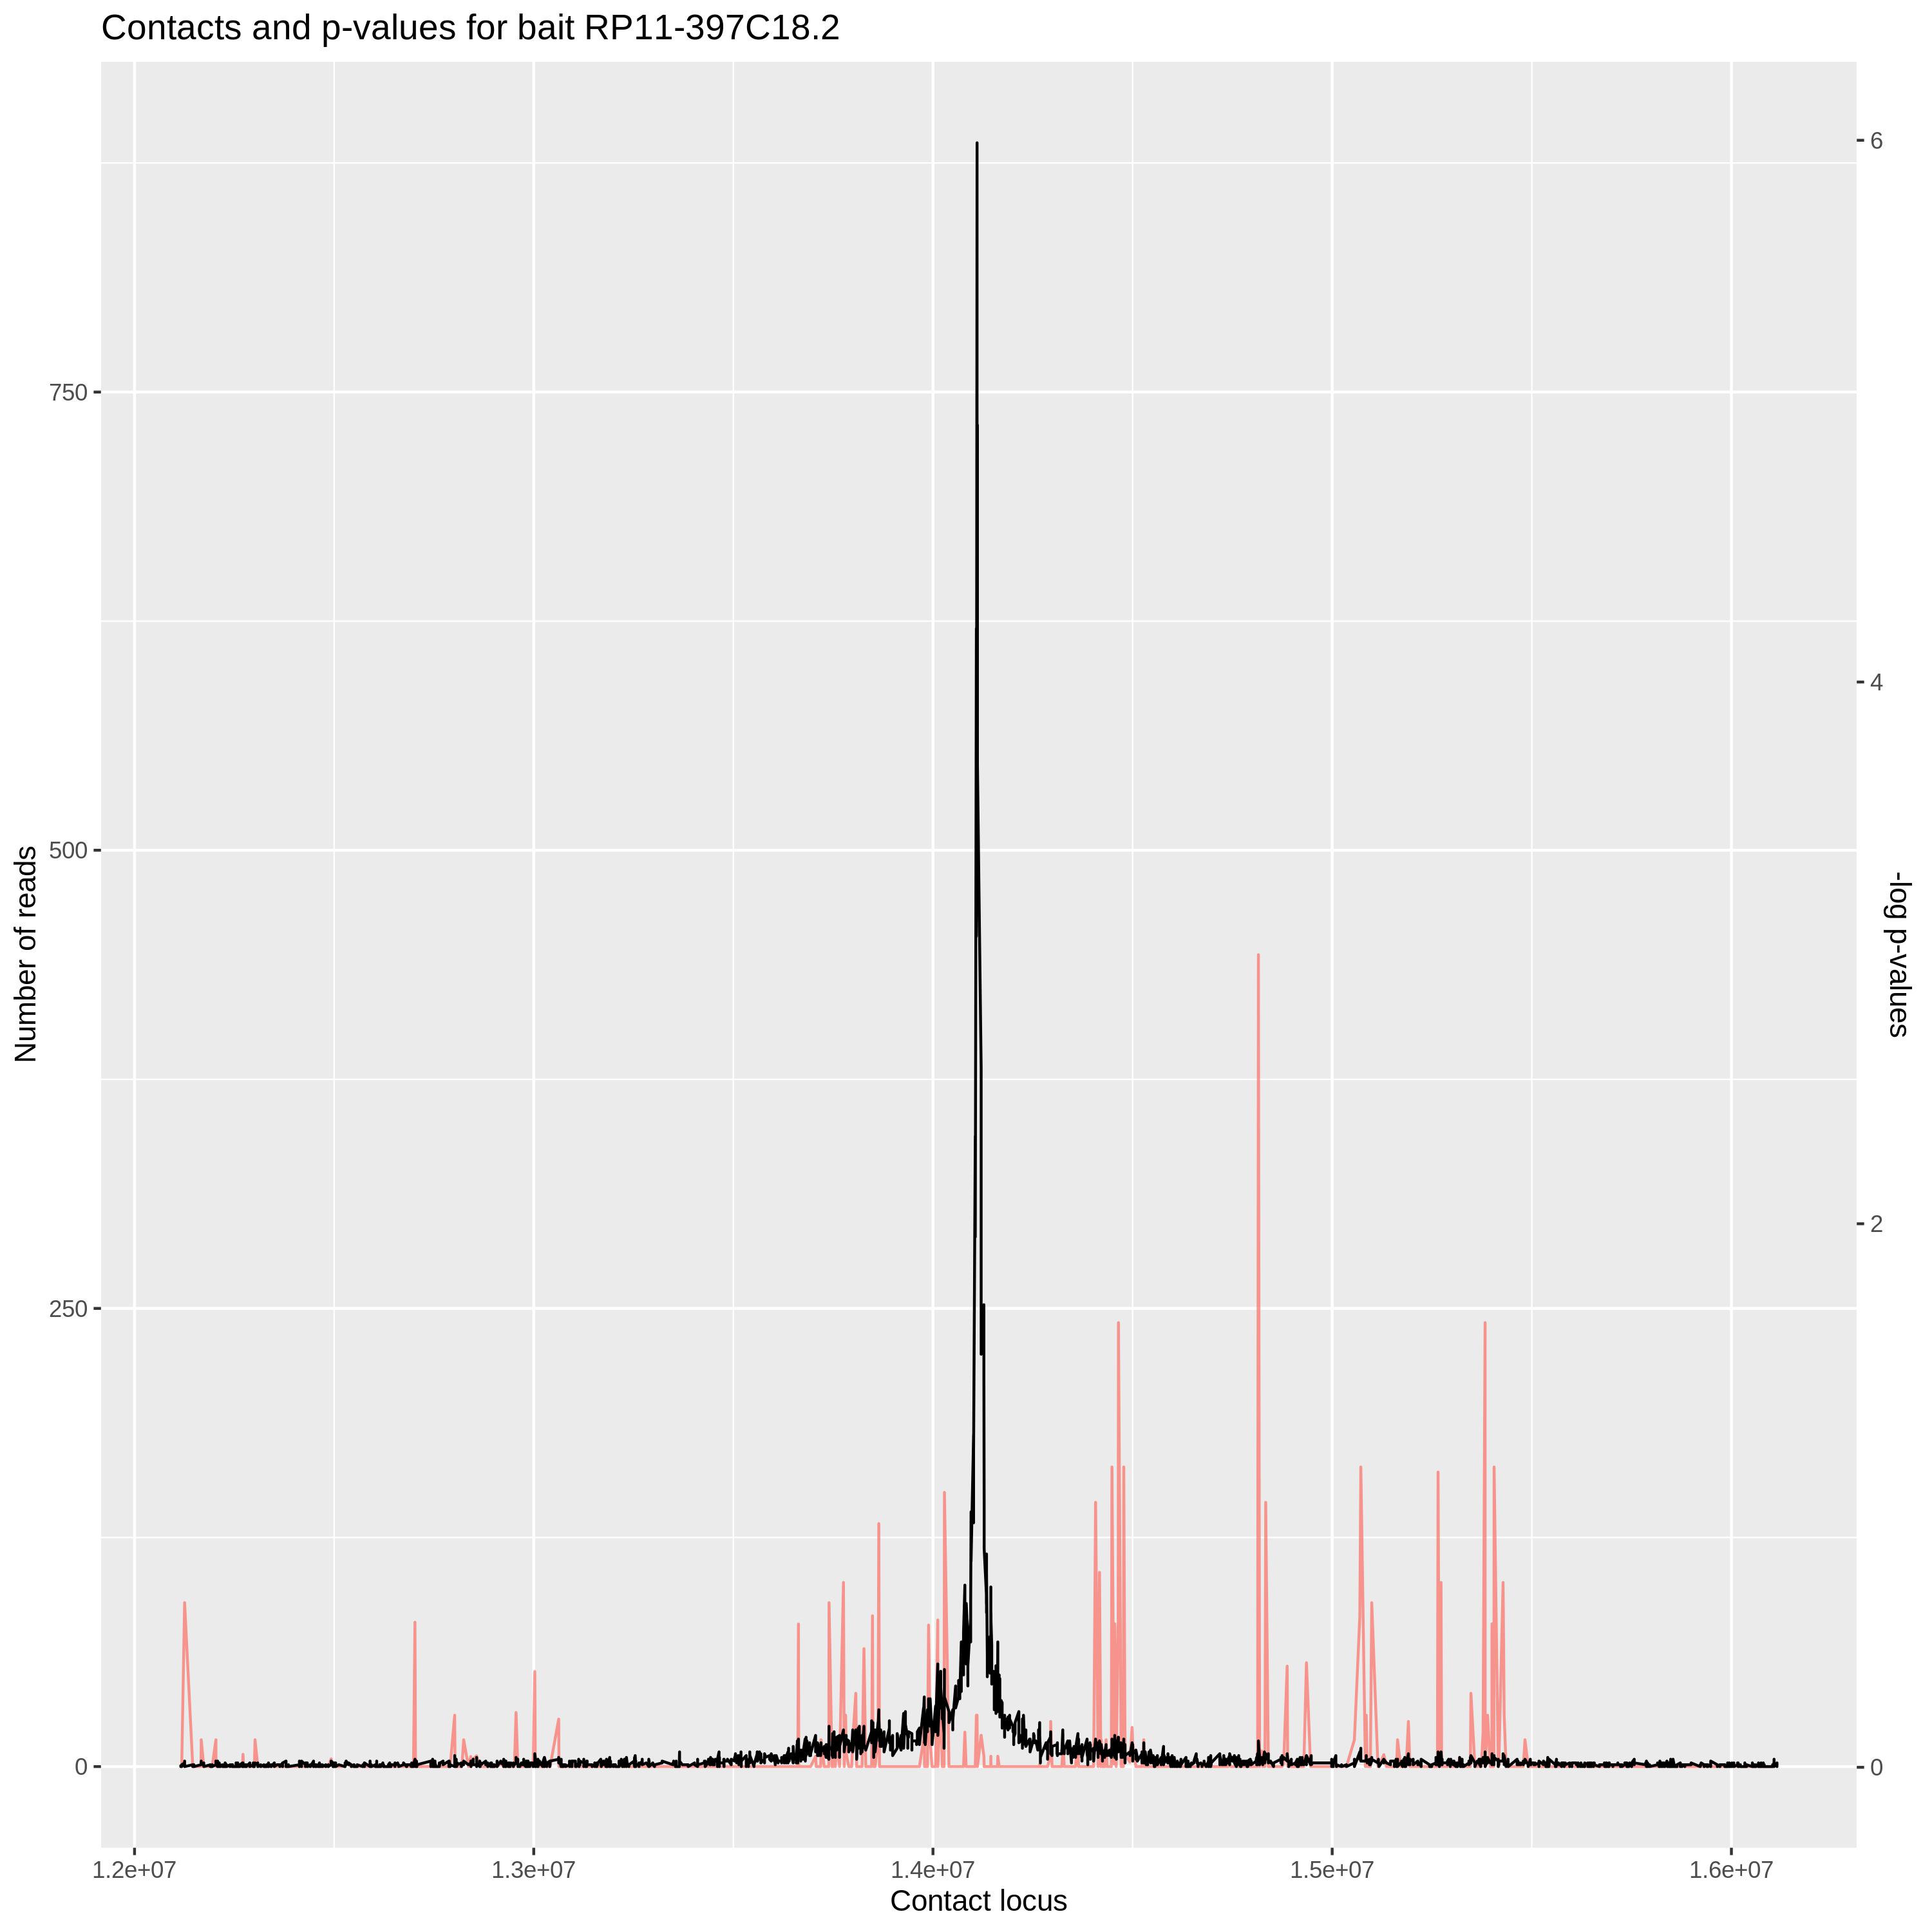 Contacts and p-values for bait RP11-397C18.2
Number of reads
750
500
250
0
6
4
2
0
-log p-values
1.2e+07
1.3e+07
1.4e+07
1.5e+07
1.6e+07
Contact locus